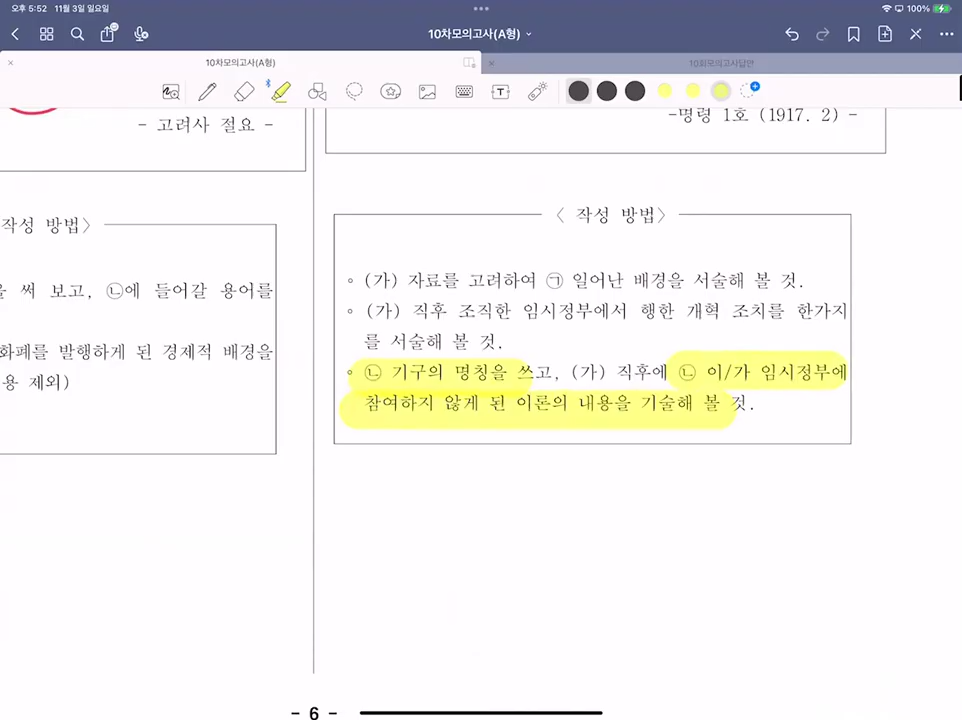 오후 5:52 11월 3일 일요일
100%
10차모의고사(A형)
10차모의고사(A형)
10회모의고사답안
- 고려사 절요 -
작성 방법〉
을 써 보고, ㉡에 들어갈 용어를
화폐를 발행하게 된 경제적 배경을
용 제외)
-명령 1호 (1917. 2) -
〈 작성 방법〉
◦ (가) 자료를 고려하여 ㉠ 일어난 배경을 서술해 볼 것.
◦ (가) 직후 조직한 임시정부에서 행한 개혁 조치를 한가지
를 서술해 볼 것.
◦ ㉡ 기구의 명칭을 쓰고, (가) 직후에 ㉡ 이/가 임시정부에
참여하지 않게 된 이론의 내용을 기술해 볼 것.
- 6 -